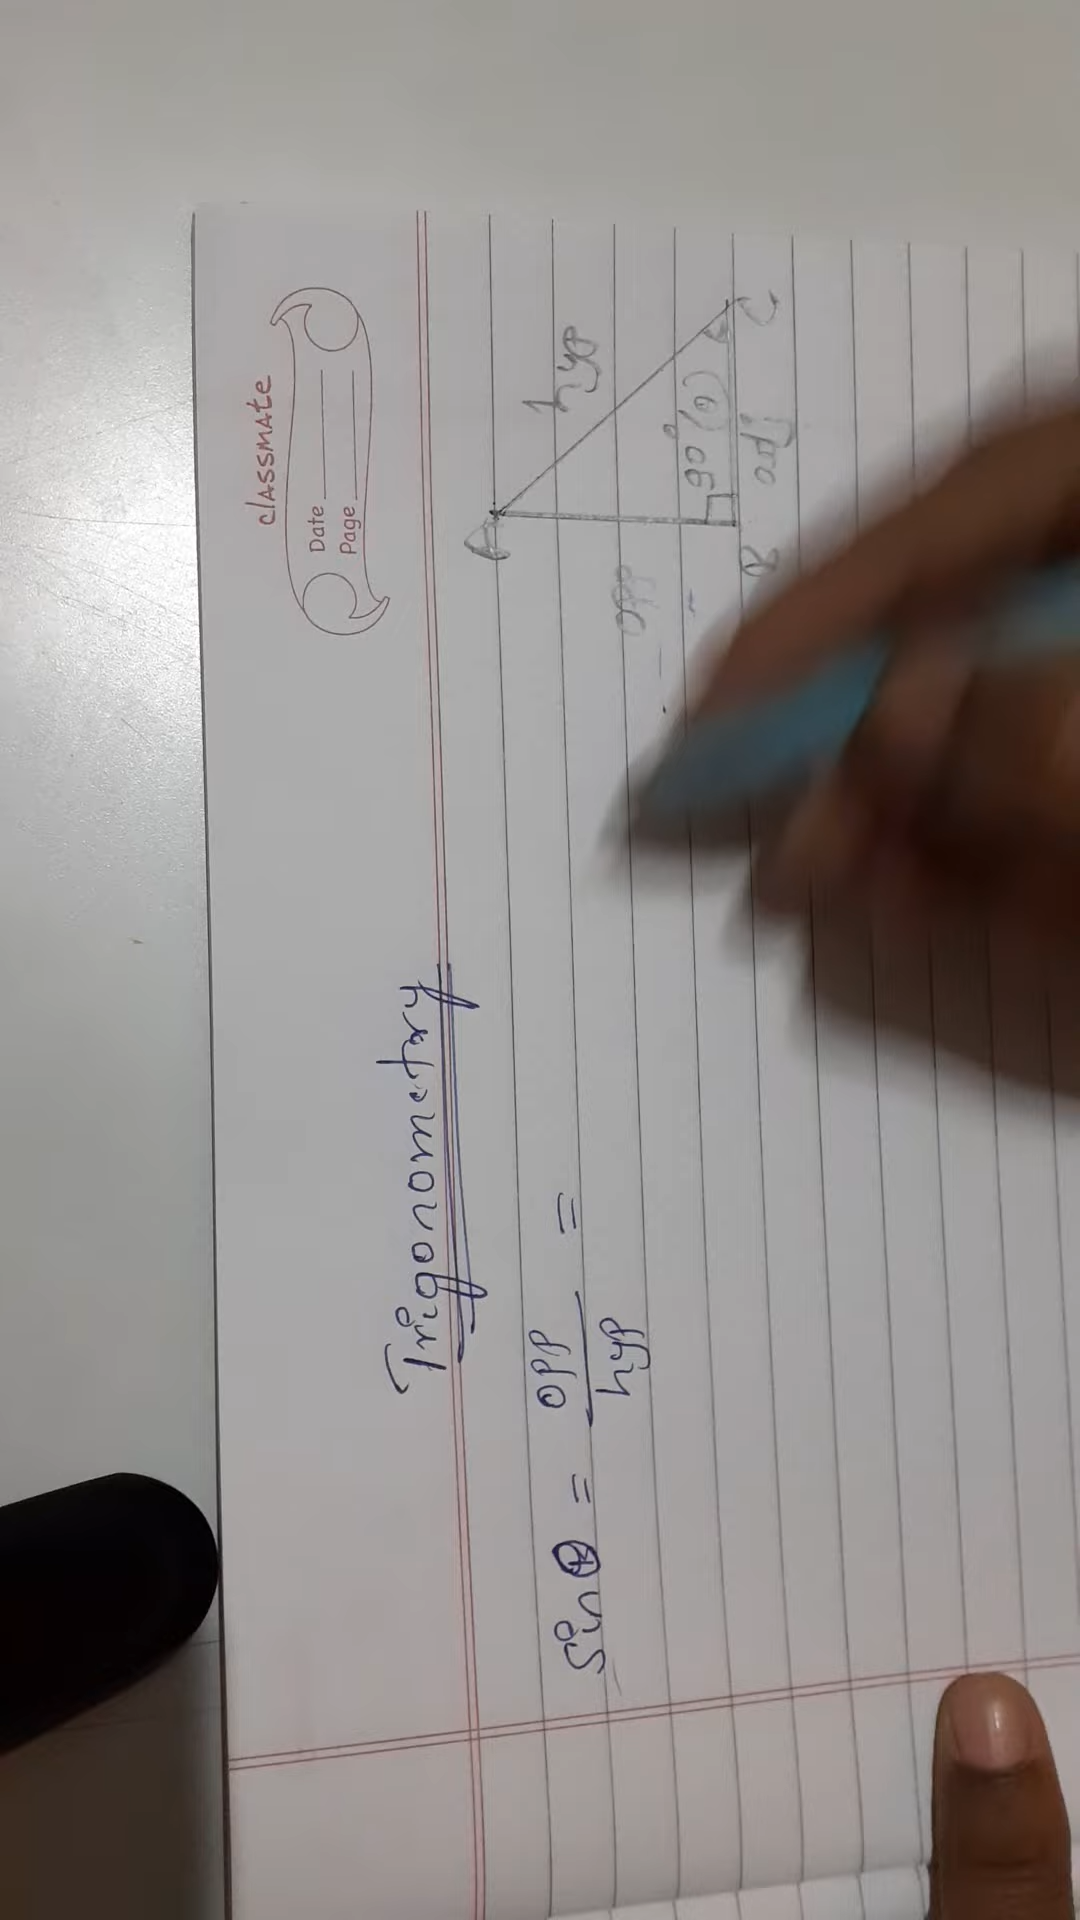 classmate
Date
Page
Trigonometry
Sinθ = opp/hyp =
A
hyp
opp
90° (θ)
B
adj
C